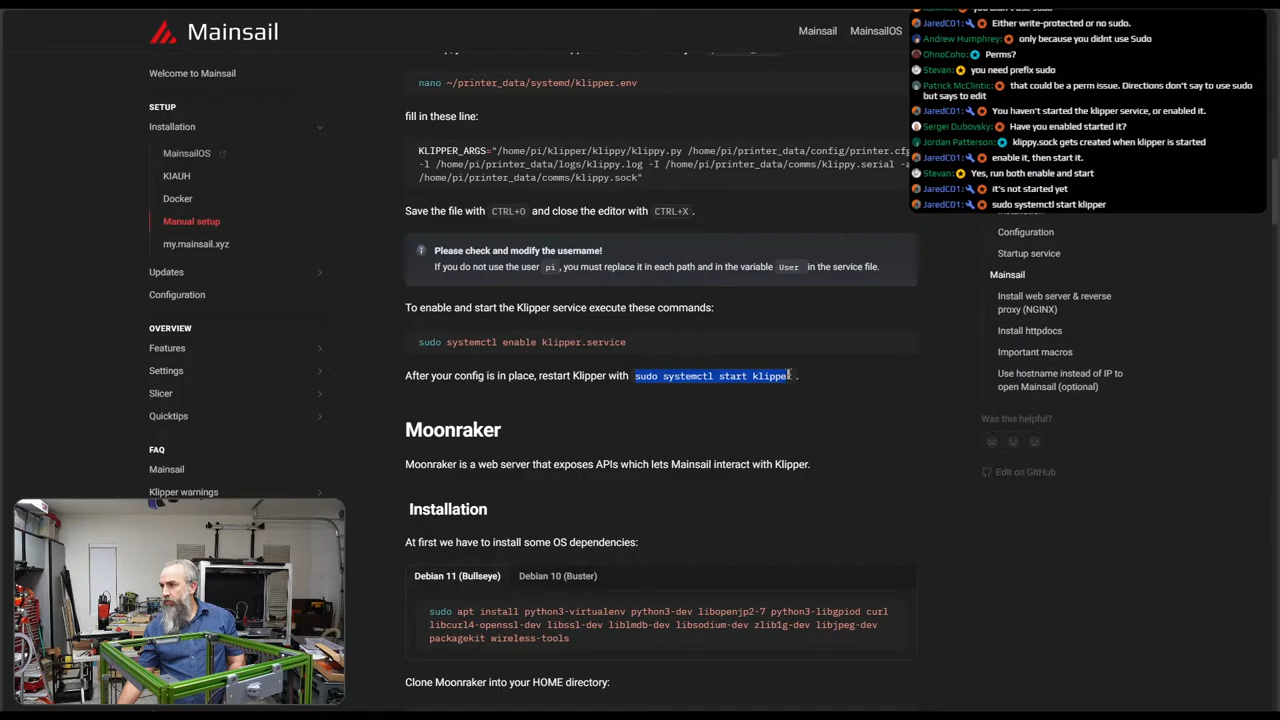 Mainsail
Mainsail
MainsailOS
Welcome to Mainsail
SETUP
Installation
MainsailOS
KIAUH
Docker
Manual setup
my.mainsail.xyz
Updates
Configuration
OVERVIEW
Features
Settings
Slicer
Quicktips
FAQ
Mainsail
Klipper warnings
nano ~/printer_data/systemd/klipper.env
fill in these line:
KLIPPER_ARGS="/home/pi/klipper/klippy/klippy.py /home/pi/printer_data/config/printer.cfg
-l /home/pi/printer_data/logs/klippy.log -I /home/pi/printer_data/comms/klippy.serial -a
/home/pi/printer_data/comms/klippy.sock"
Save the file with CTRL+O and close the editor with CTRL+X .
Please check and modify the username!
If you do not use the user pi , you must replace it in each path and in the variable User in the service file.
To enable and start the Klipper service execute these commands:
sudo systemctl enable klipper.service
After your config is in place, restart Klipper with sudo systemctl start klipper .
Moonraker
Moonraker is a web server that exposes APIs which lets Mainsail interact with Klipper.
Installation
At first we have to install some OS dependencies:
Debian 11 (Bullseye) Debian 10 (Buster)
sudo apt install python3-virtualenv python3-dev libopenjp2-7 python3-libgpiod curl
libcurl4-openssl-dev libssl-dev liblmdb-dev libsodium-dev zlib1g-dev libjpeg-dev
packagekit wireless-tools
Clone Moonraker into your HOME directory:
JaredC01: Either write-protected or no sudo.
Andrew Humphrey: only because you didnt use Sudo
OhnoCoho: Perms?
Stevan: you need prefix sudo
Patrick McClintic: that could be a perm issue. Directions don't say to use sudo
but says to edit
JaredC01: You haven't started the klipper service, or enabled it.
Sergei Dubovsky: Have you enabled started it?
Jordan Patterson: klippy.sock gets created when klipper is started
JaredC01: enable it, then start it.
Stevan: Yes, run both enable and start
JaredC01: it's not started yet
JaredC01: sudo systemctl start klipper
Configuration
Startup service
Mainsail
Install web server & reverse
proxy (NGINX)
Install httpdocs
Important macros
Use hostname instead of IP to
open Mainsail (optional)
Was this helpful?
Edit on GitHub